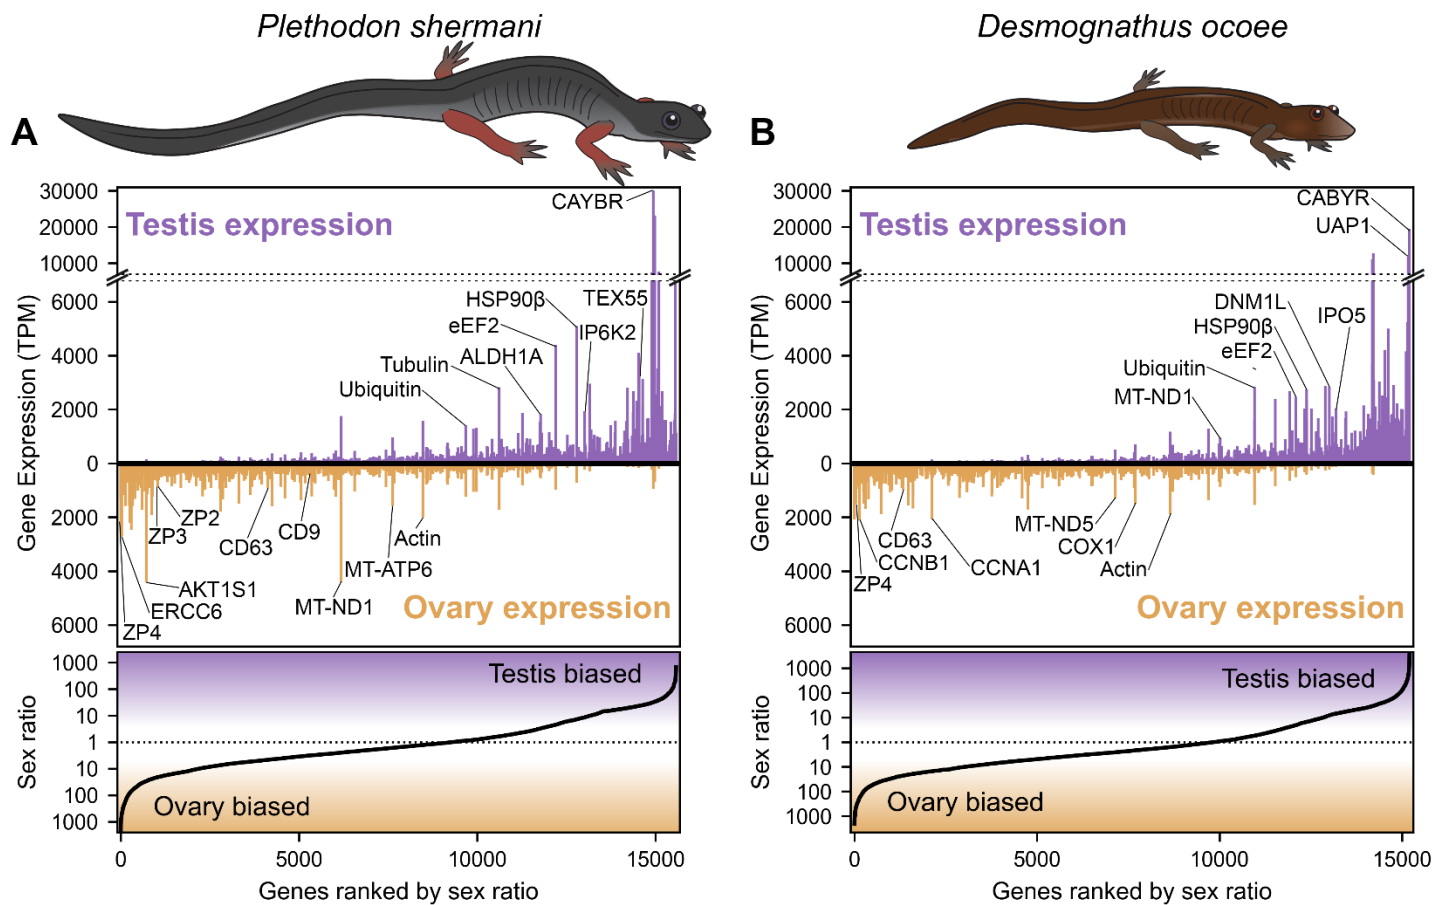 Plethodon shermani
Desmognathus ocoee
A
B
30000
20000
10000
6000
4000
2000
0
2000
4000
6000
Gene Expression (TPM)
Testis expression
CAYBR
HSP90β
TEX55
eEF2
IP6K2
Tubulin
ALDH1A
Ubiquitin
ZP2
ZP3
CD63
CD9
Actin
MT-ATP6
AKT1S1
ERCC6
MT-ND1
ZP4
Ovary expression
1000
100
10
1
10
100
1000
Sex ratio
Testis biased
Ovary biased
0
5000
10000
15000
Genes ranked by sex ratio
30000
20000
10000
6000
4000
2000
0
2000
4000
6000
Gene Expression (TPM)
Testis expression
CABYR
UAP1
DNM1L
IPO5
HSP90β
eEF2
Ubiquitin
MT-ND1
MT-ND5
CD63
COX1
CCNB1
CCNA1
Actin
ZP4
Ovary expression
1000
100
10
1
10
100
1000
Sex ratio
Testis biased
Ovary biased
0
5000
10000
15000
Genes ranked by sex ratio